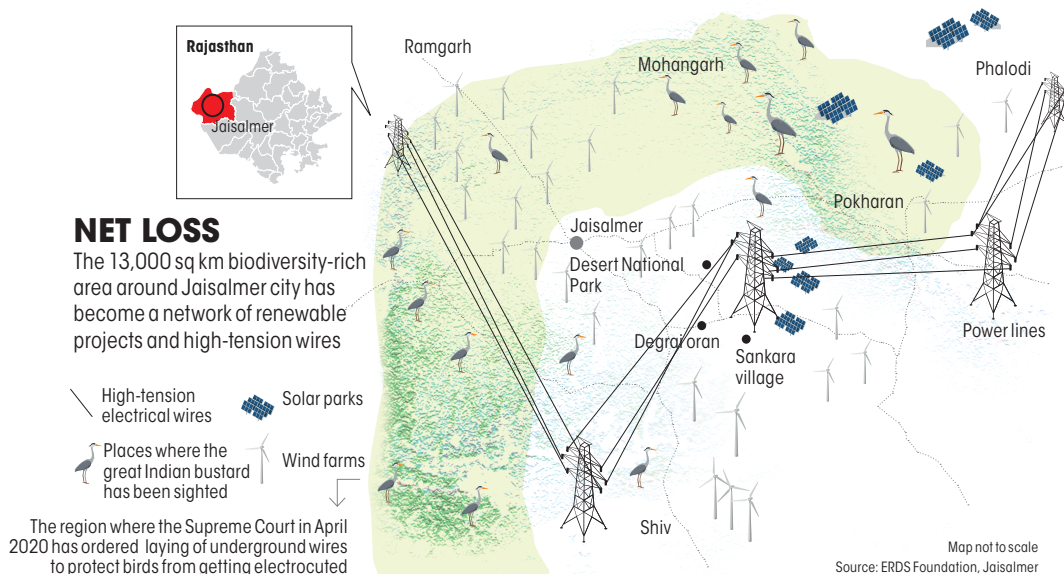 Rajasthan
Jaisalmer
NET LOSS
The 13,000 sq km biodiversity-rich
area around Jaisalmer city has
become a network of renewable
projects and high-tension wires
High-tension
electrical wires
Solar parks
Places where the
great Indian bustard
has been sighted
Wind farms
The region where the Supreme Court in April
2020 has ordered laying of underground wires
to protect birds from getting electrocuted
Ramgarh
Mohangarh
Phalodi
Pokharan
Jaisalmer
Desert National
Park
Degrai oran
Sankara
village
Power lines
Shiv
Map not to scale
Source: ERDS Foundation, Jaisalmer